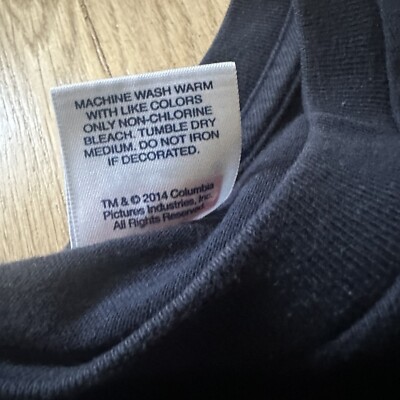 MACHINE WASH WARM
WITH LIKE COLORS
ONLY NON-CHLORINE
BLEACH. TUMBLE DRY
MEDIUM. DO NOT IRON
IF DECORATED.
TM & © 2014 Columbia
Pictures Industries, Inc.
All Rights Reserved.